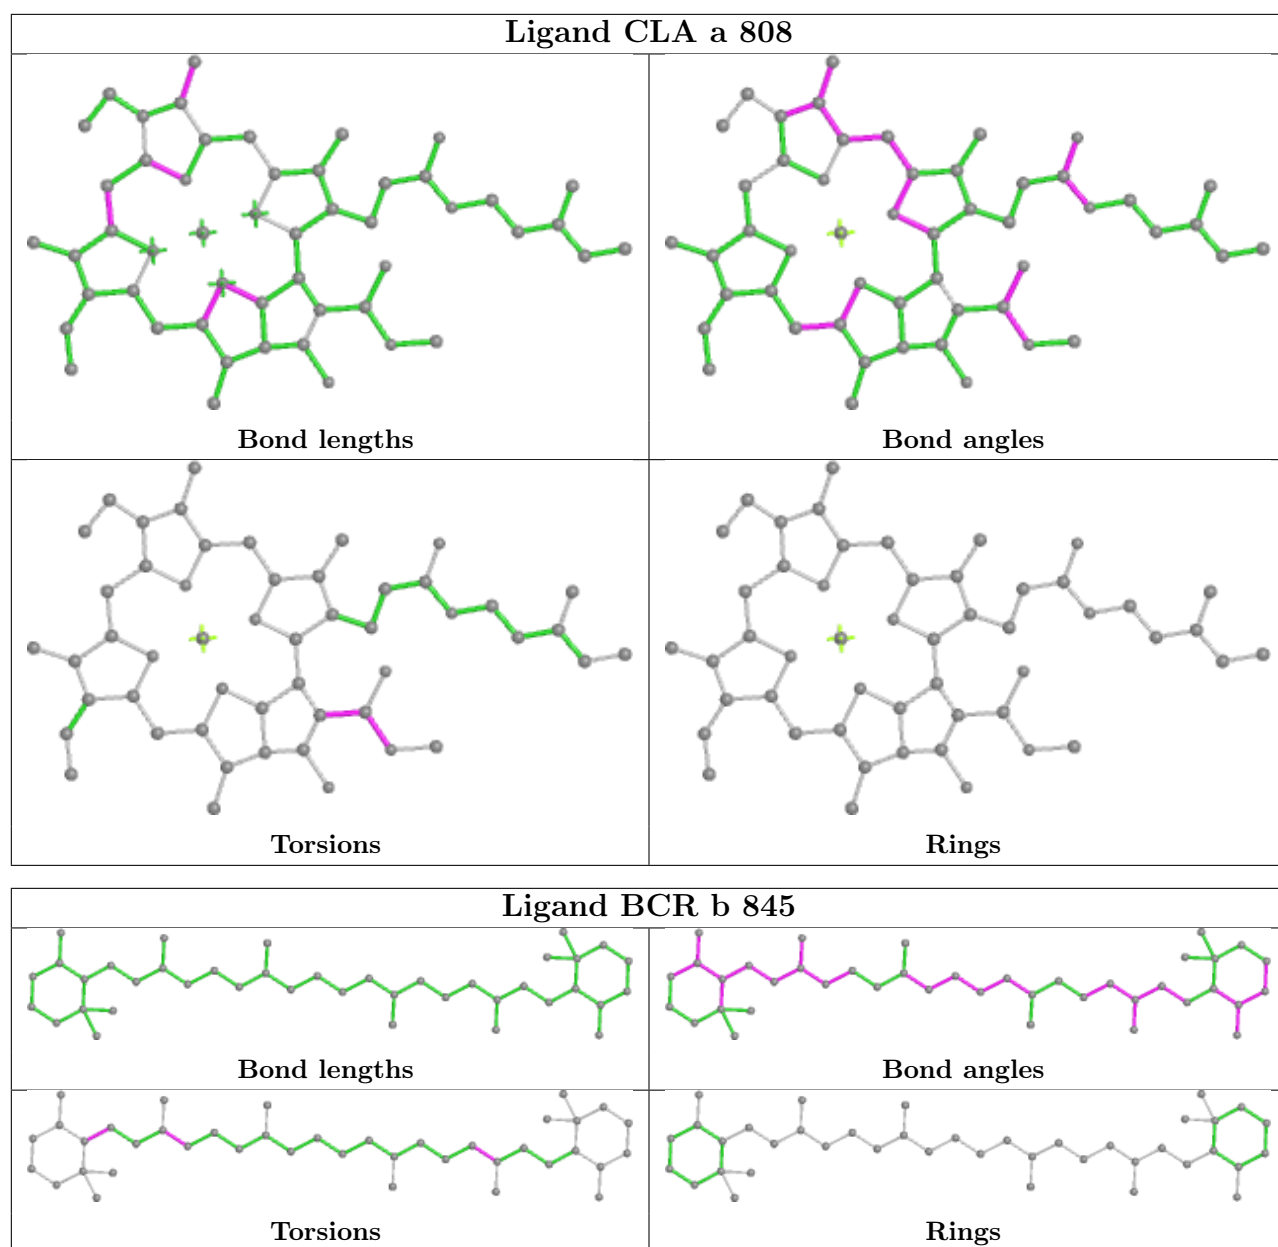 Ligand CLA a 808
Bond lengths
Bond angles
Torsions
Rings
Ligand BCR b 845
Bond lengths
Bond angles
Torsions
Rings